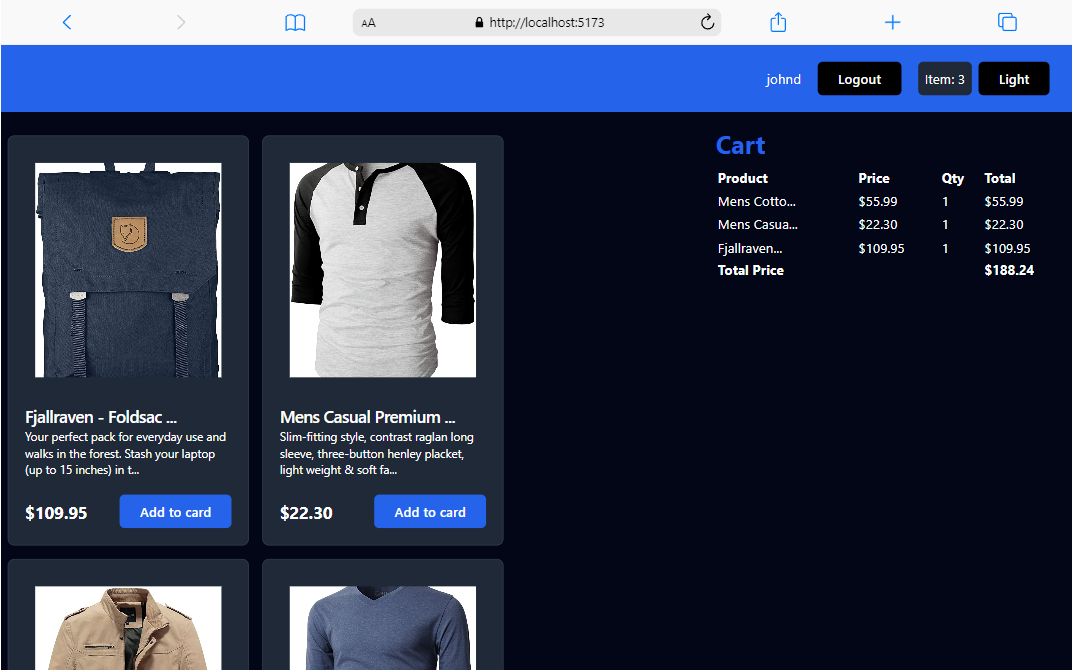 AA http://localhost:5173
johnd Logout Item: 3 Light
Cart
Product Price Qty Total
Mens Cotto... $55.99 1 $55.99
Mens Casua... $22.30 1 $22.30
Fjallraven... $109.95 1 $109.95
Total Price $188.24
Fjallraven - Foldsac ...
Your perfect pack for everyday use and
walks in the forest. Stash your laptop
(up to 15 inches) in t...
$109.95 Add to card
Mens Casual Premium ...
Slim-fitting style, contrast raglan long
sleeve, three-button henley placket,
light weight & soft fa...
$22.30 Add to card